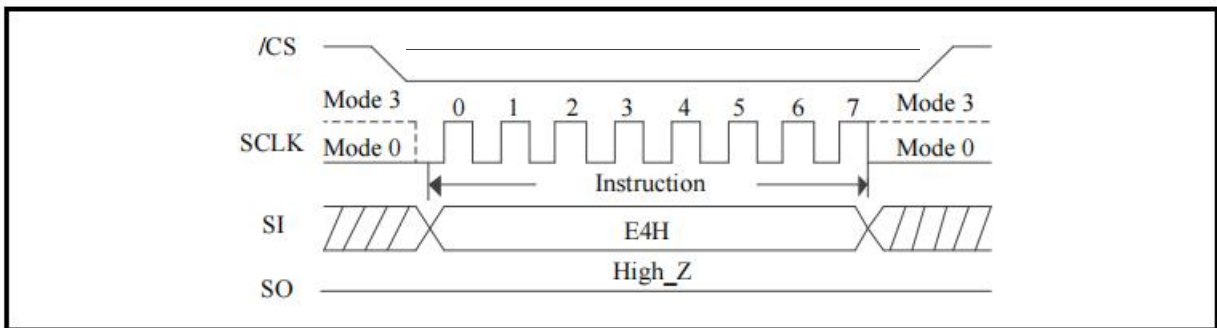 /CS
Mode 3 0 1 2 3 4 5 6 7 Mode 3
SCLK Mode 0 Mode 0
Instruction
SI E4H
High_Z
SO